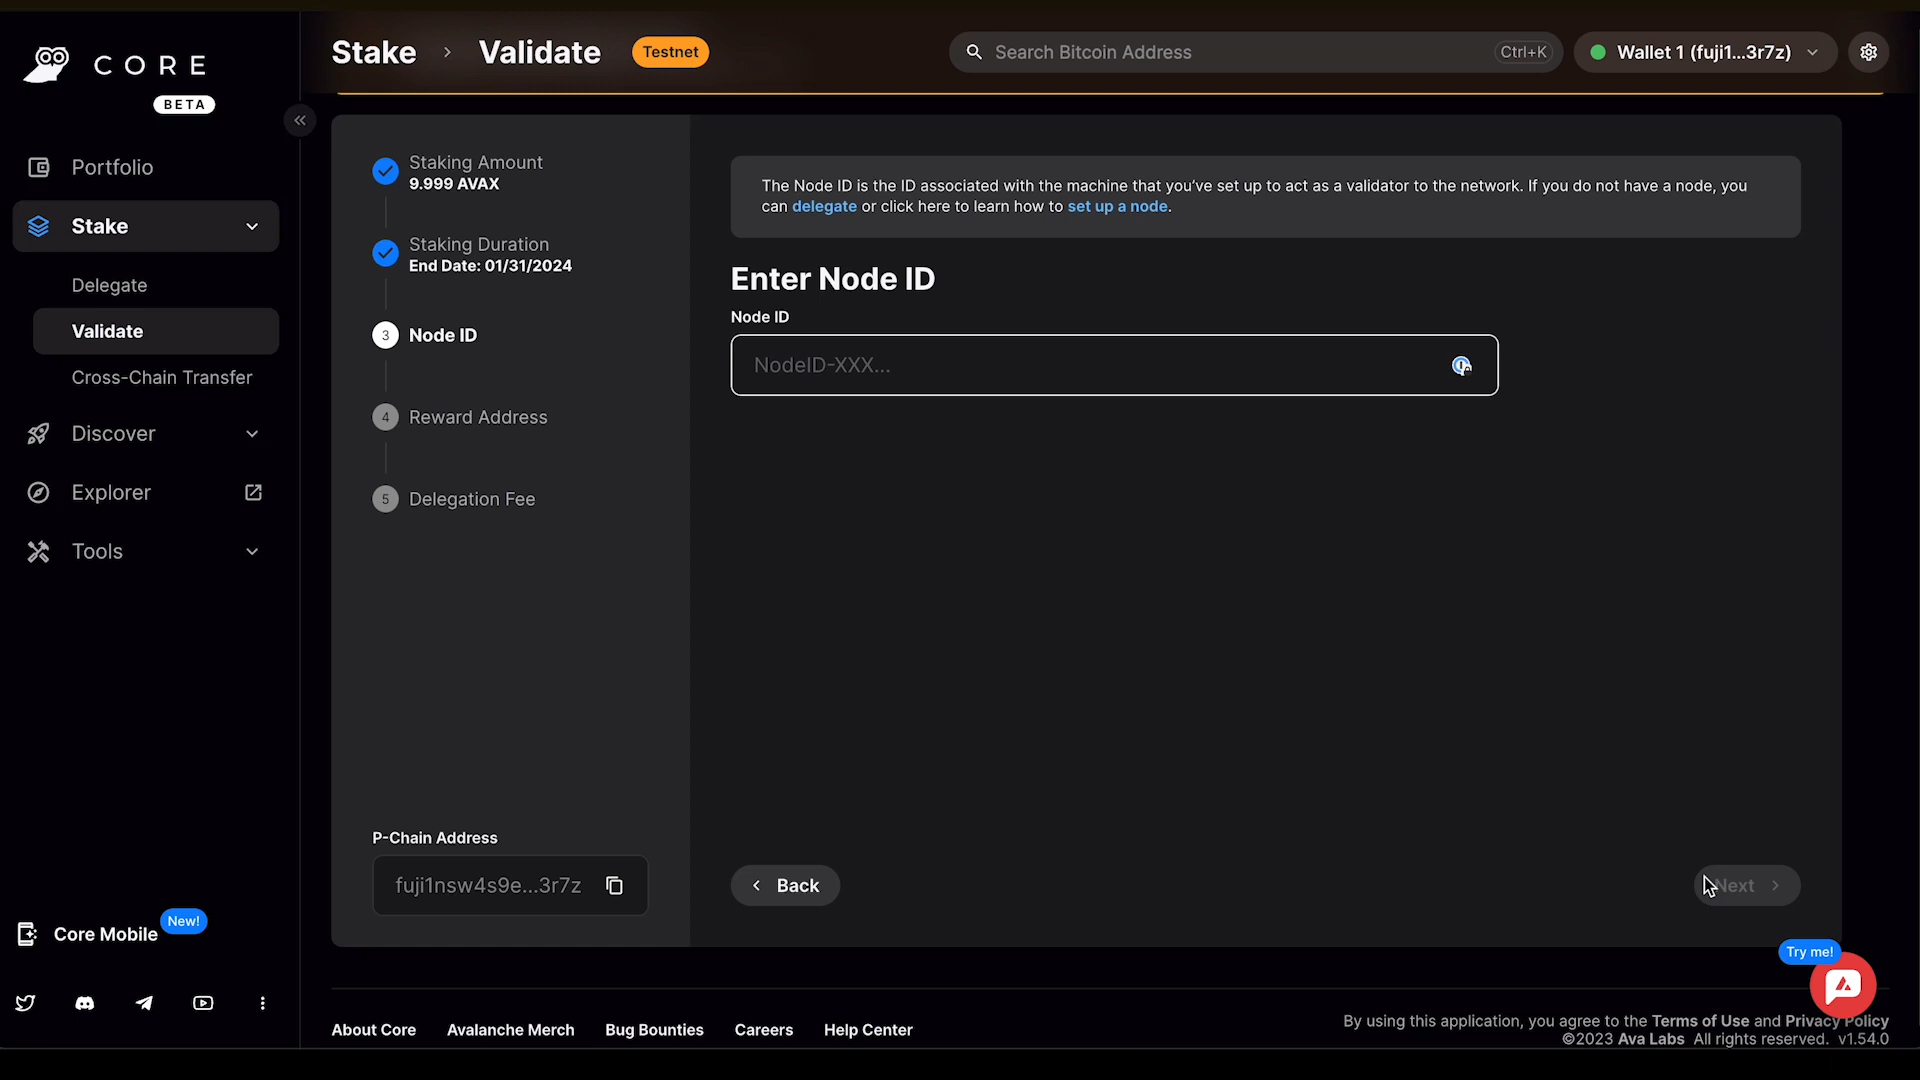 CORE
BETA
Portfolio
Stake
Delegate
Validate
Cross-Chain Transfer
Discover
Explorer
Tools
Core Mobile
New!
Stake > Validate
Testnet
Search Bitcoin Address
Ctrl+K
Wallet 1 (fuji1...3r7z)
Staking Amount
9.999 AVAX
Staking Duration
End Date: 01/31/2024
3 Node ID
4 Reward Address
5 Delegation Fee
P-Chain Address
fuji1nsw4s9e...3r7z
The Node ID is the ID associated with the machine that you've set up to act as a validator to the network. If you do not have a node, you
can delegate or click here to learn how to set up a node.
Enter Node ID
Node ID
NodeID-XXX...
Back
Next
Try me!
About Core
Avalanche Merch
Bug Bounties
Careers
Help Center
By using this application, you agree to the Terms of Use and Privacy Policy
©2023 Ava Labs All rights reserved. v1.54.0